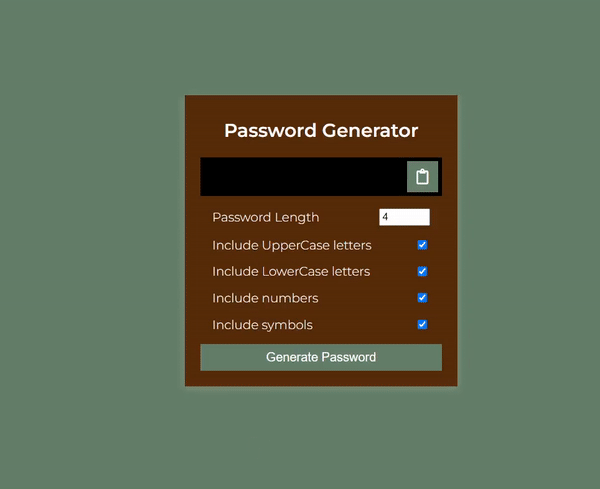 Password Generator
Password Length 4
Include UpperCase letters
Include LowerCase letters
Include numbers
Include symbols
Generate Password